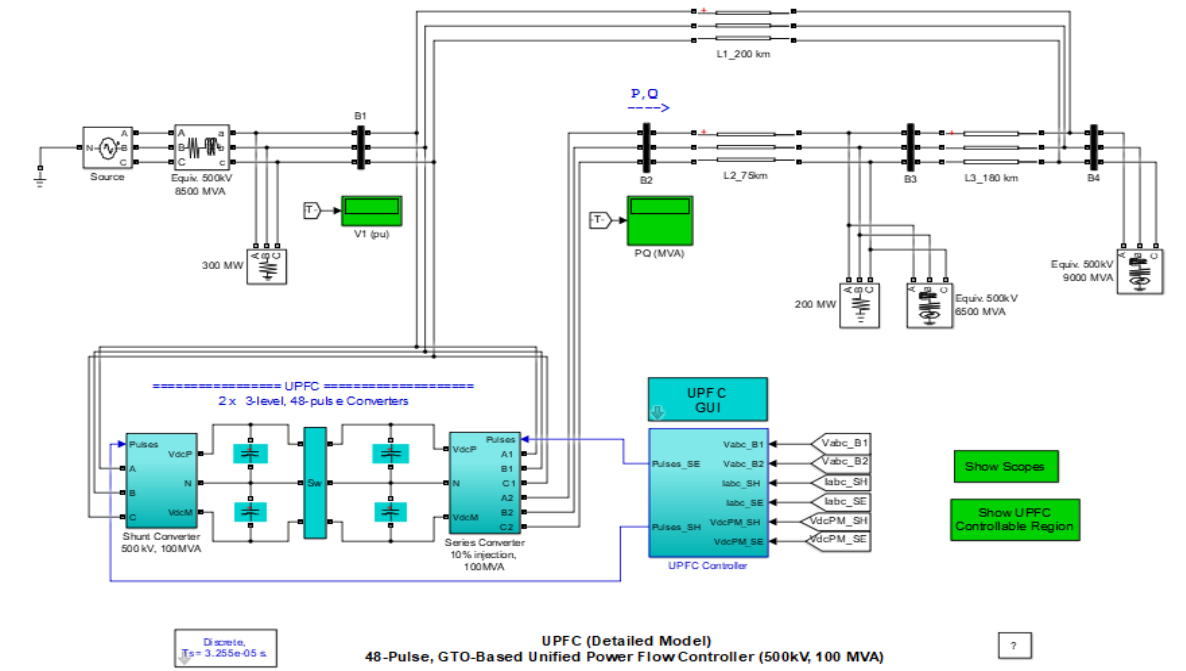 L1_200 km
P,Q
---->
B1
B2
B3
B4
N
A
B
C
Source
A
B
C
a
b
c
Equiv. 500kV
8500 MVA
L2_75km
L3_180 km
-T-
V1 (pu)
-T-
PQ (MVA)
300 MW
A
B
C
200 MW
A
B
C
A
B
C
Equiv. 500kV
6500 MVA
Equiv. 500kV
9000 MVA
A
B
C
================== UPFC =====================
2 x 3-level, 48-pulse Converters
Pulses
VdcP
A
N
B
VdcM
C
Shunt Converter
500 kV, 100MVA
Sw
Pulses
VdcP
A1
B1
N
C1
A2
VdcM
B2
C2
Series Converter
10% injection,
100MVA
UPFC
GUI
Pulses_SE
Pulses_SH
Vabc_B1
Vabc_B2
Iabc_SH
Iabc_SE
VdcPM_SH
VdcPM_SE
UPFC Controller
Vabc_B1
Vabc_B2
Iabc_SH
Iabc_SE
VdcPM_SH
VdcPM_SE
Show Scopes
Show UPFC
Controllable Region
Discrete,
Ts = 3.255e-05 s.
UPFC (Detailed Model)
48-Pulse, GTO-Based Unified Power Flow Controller (500kV, 100 MVA)
?